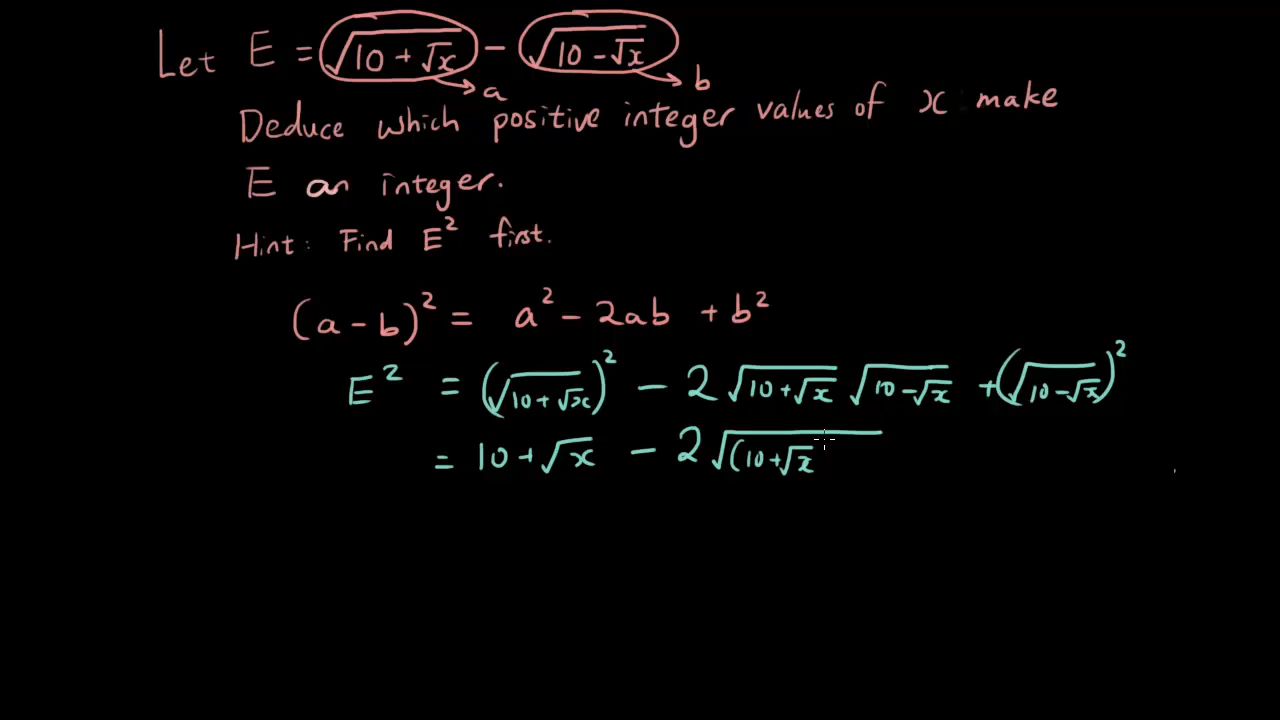 Let E = √(10 + √x) − √(10 − √x)
a b
Deduce which positive integer values of x make
E an integer.
Hint: Find E² first.
(a − b)² = a² − 2ab + b²
E² = (√(10 + √x))² − 2 √(10 + √x) √(10 − √x) + (√(10 − √x))²
= 10 + √x − 2 √((10 + √x